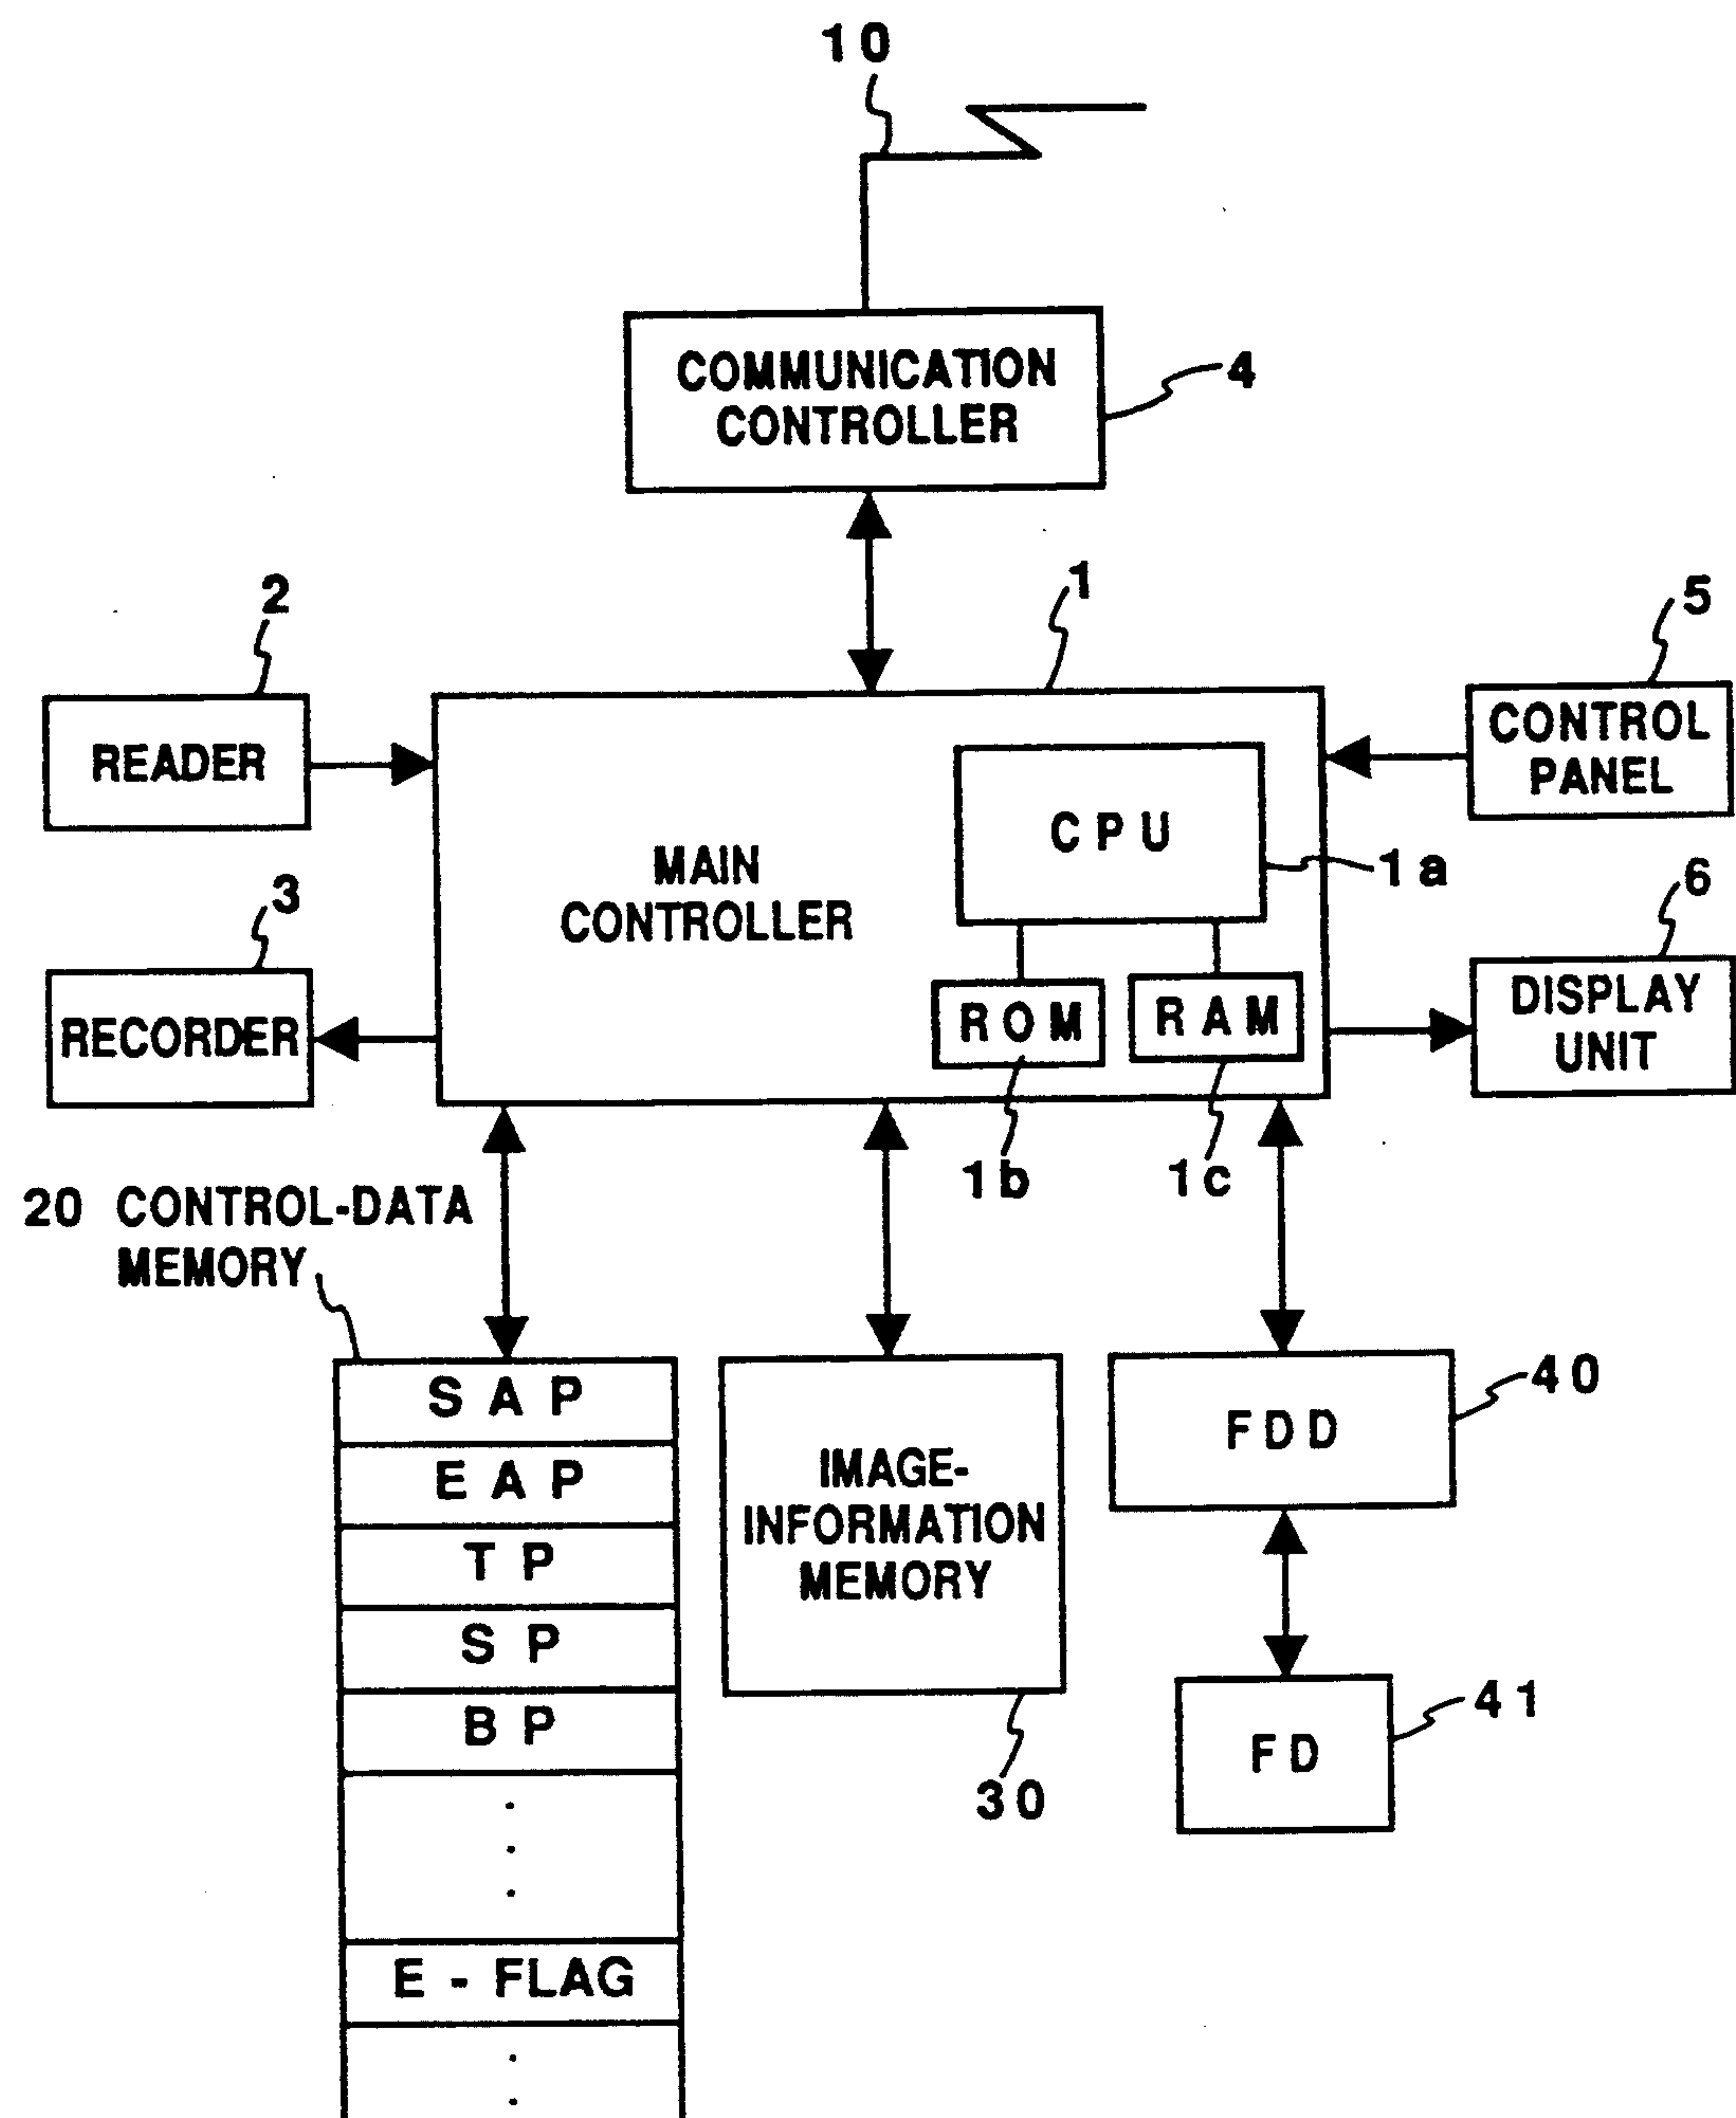 10
COMMUNICATION
CONTROLLER
4
2
1
5
READER
CONTROL
PANEL
CPU
1a
MAIN
CONTROLLER
3
6
RECORDER
ROM
RAM
DISPLAY
UNIT
1b
1c
20 CONTROL-DATA
MEMORY
SAP
EAP
TP
SP
BP
.
.
.
E - FLAG
.
.
IMAGE-
INFORMATION
MEMORY
30
FDD
40
FD
41